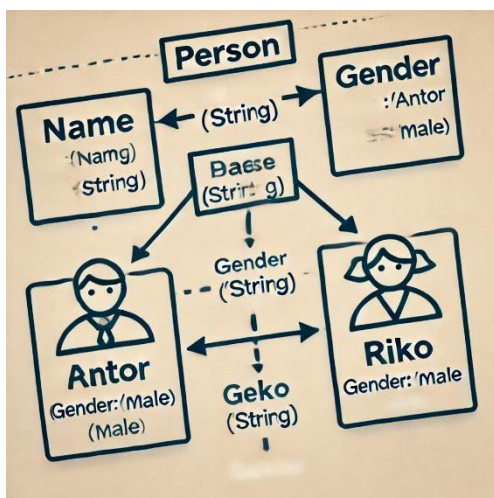 Person
Name
:(Namg)
(String)
(String)
Gender
:/Antor
male)
Baese
(String)
Gender
(String)
Antor
Gender:(Male)
(Male)
Geko
(String)
Riko
Gender:/Male